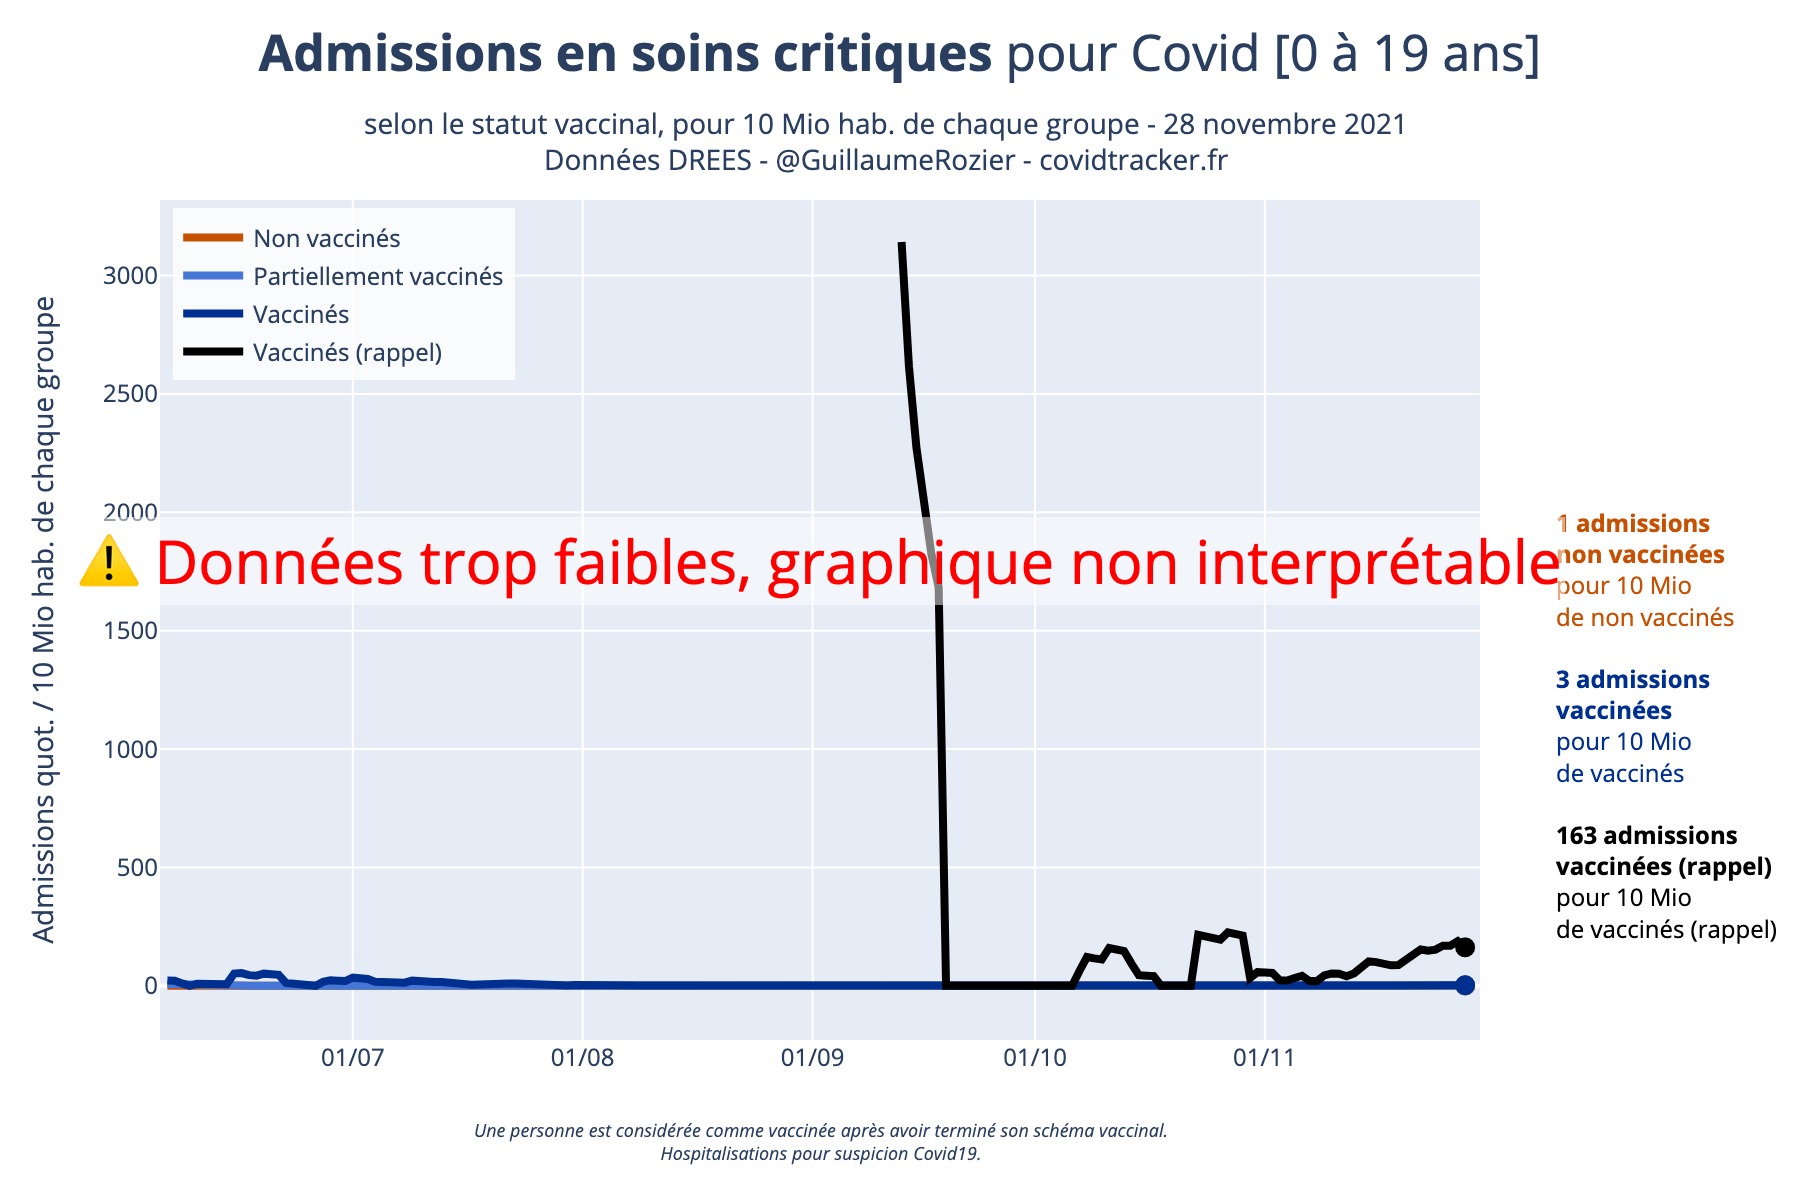 Admissions en soins critiques pour Covid [0 à 19 ans]
selon le statut vaccinal, pour 10 Mio hab. de chaque groupe - 28 novembre 2021
Données DREES - @GuillaumeRozier - covidtracker.fr
Admissions quot. / 10 Mio hab. de chaque groupe
Non vaccinés
Partiellement vaccinés
Vaccinés
Vaccinés (rappel)
3000
2500
2000
1500
1000
500
0
⚠️ Données trop faibles, graphique non interprétable
1 admissions
non vaccinées
pour 10 Mio
de non vaccinés
3 admissions
vaccinées
pour 10 Mio
de vaccinés
163 admissions
vaccinées (rappel)
pour 10 Mio
de vaccinés (rappel)
01/07
01/08
01/09
01/10
01/11
Une personne est considérée comme vaccinée après avoir terminé son schéma vaccinal.
Hospitalisations pour suspicion Covid19.